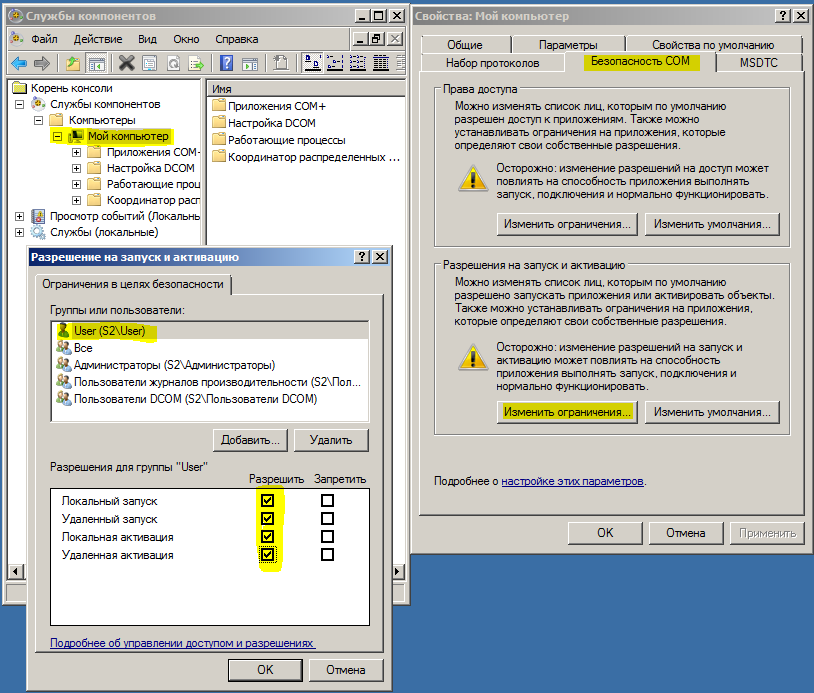 Службы компонентов
Файл Действие Вид Окно Справка
Корень консоли
Службы компонентов
Компьютеры
Мой компьютер
Приложения COM+
Настройка DCOM
Работающие проц
Координатор расп
Просмотр событий (Локальнь
Службы (локальные)
Имя
Приложения COM+
Настройка DCOM
Работающие процессы
Координатор распределенных ...
Разрешение на запуск и активацию
Ограничения в целях безопасности
Группы или пользователи:
User (S2\User)
Все
Администраторы (S2\Администраторы)
Пользователи журналов производительности (S2\Пол...
Пользователи DCOM (S2\Пользователи DCOM)
Добавить... Удалить
Разрешения для группы "User"
Разрешить Запретить
Локальный запуск
Удаленный запуск
Локальная активация
Удаленная активация
Подробнее об управлении доступом и разрешениях
OK Отмена
Свойства: Мой компьютер
Общие Параметры Свойства по умолчанию
Набор протоколов Безопасность COM MSDTC
Права доступа
Можно изменять список лиц, которым по умолчанию
разрешен доступ к приложениям. Также можно
устанавливать ограничения на приложения, которые
определяют свои собственные разрешения.
Осторожно: изменение разрешений на доступ может
повлиять на способность приложения выполнять
запуск, подключения и нормально функционировать.
Изменить ограничения... Изменить умолчания...
Разрешения на запуск и активацию
Можно изменять список лиц, которым по умолчанию
разрешено запускать приложения или активировать объекты.
Также можно устанавливать ограничения на приложения,
которые определяют свои собственные разрешения.
Осторожно: изменение разрешений на запуск и
активацию может повлиять на способность
приложения выполнять запуск, подключения и
нормально функционировать.
Изменить ограничения... Изменить умолчания...
Подробнее о настройке этих параметров.
OK Отмена Применить